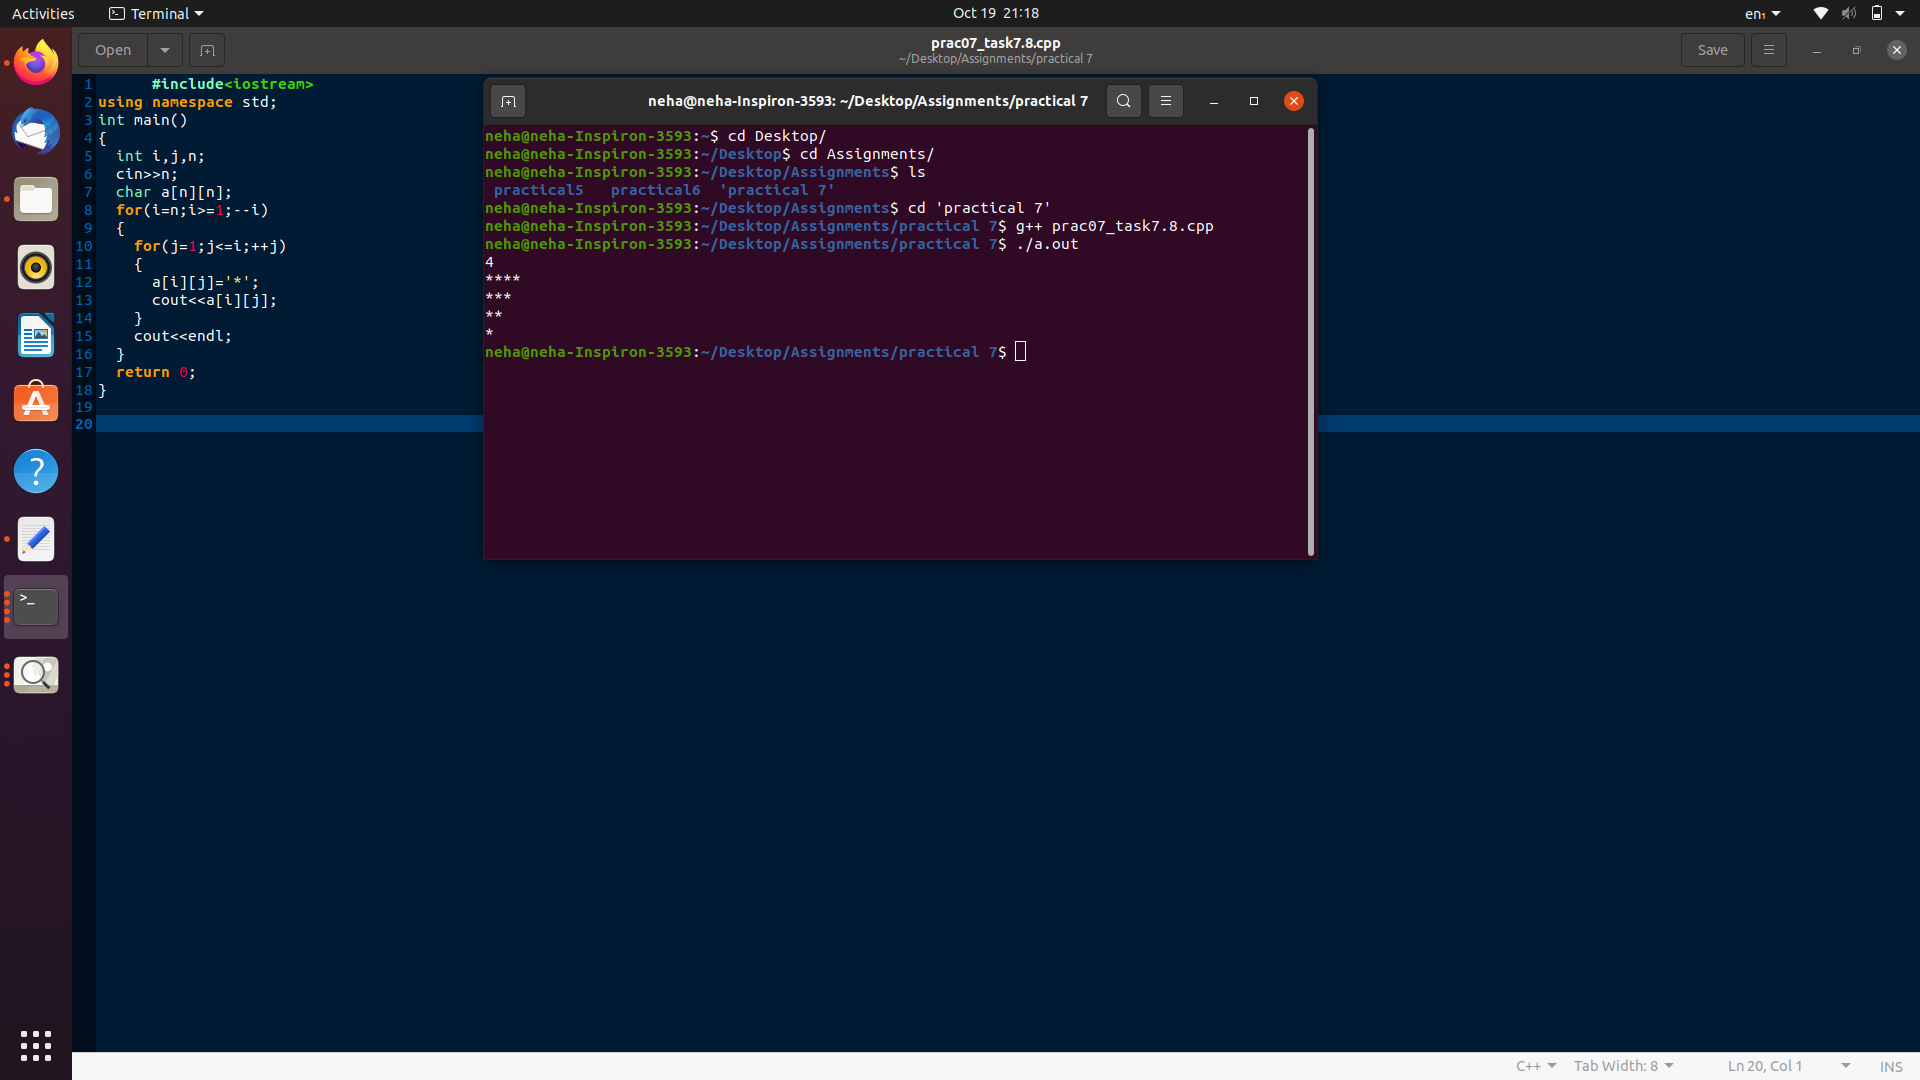 Activities
Terminal
Oct 19 21:18
en₁
Open
prac07_task7.8.cpp
~/Desktop/Assignments/practical 7
Save
1 #include<iostream>
2 using namespace std;
3 int main()
4 {
5   int i,j,n;
6   cin>>n;
7   char a[n][n];
8   for(i=n;i>=1;--i)
9   {
10     for(j=1;j<=i;++j)
11     {
12       a[i][j]='*';
13       cout<<a[i][j];
14     }
15     cout<<endl;
16   }
17   return 0;
18 }
19
20
neha@neha-Inspiron-3593: ~/Desktop/Assignments/practical 7
neha@neha-Inspiron-3593:~$ cd Desktop/
neha@neha-Inspiron-3593:~/Desktop$ cd Assignments/
neha@neha-Inspiron-3593:~/Desktop/Assignments$ ls
practical5   practical6  'practical 7'
neha@neha-Inspiron-3593:~/Desktop/Assignments$ cd 'practical 7'
neha@neha-Inspiron-3593:~/Desktop/Assignments/practical 7$ g++ prac07_task7.8.cpp
neha@neha-Inspiron-3593:~/Desktop/Assignments/practical 7$ ./a.out
4
****
***
**
*
neha@neha-Inspiron-3593:~/Desktop/Assignments/practical 7$
C++
Tab Width: 8
Ln 20, Col 1
INS